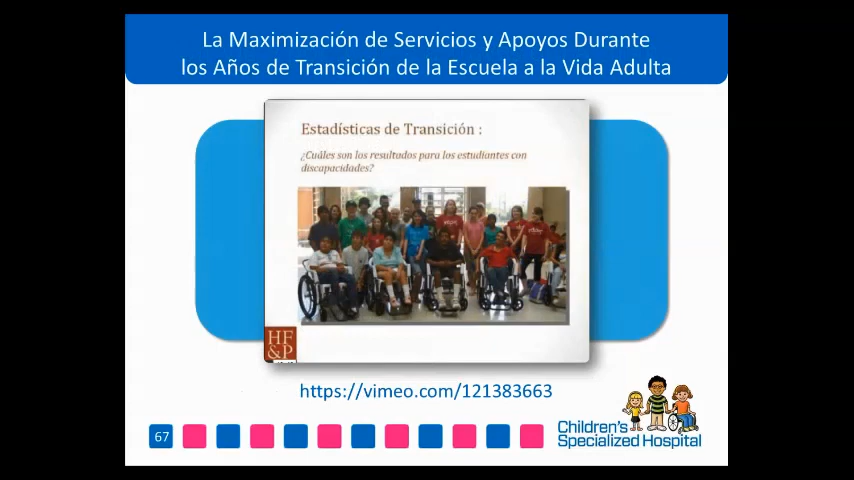 La Maximización de Servicios y Apoyos Durante
los Años de Transición de la Escuela a la Vida Adulta
Estadísticas de Transición :
¿Cuáles son los resultados para los estudiantes con
discapacidades?
HF
&P
https://vimeo.com/121383663
67
Children's
Specialized Hospital